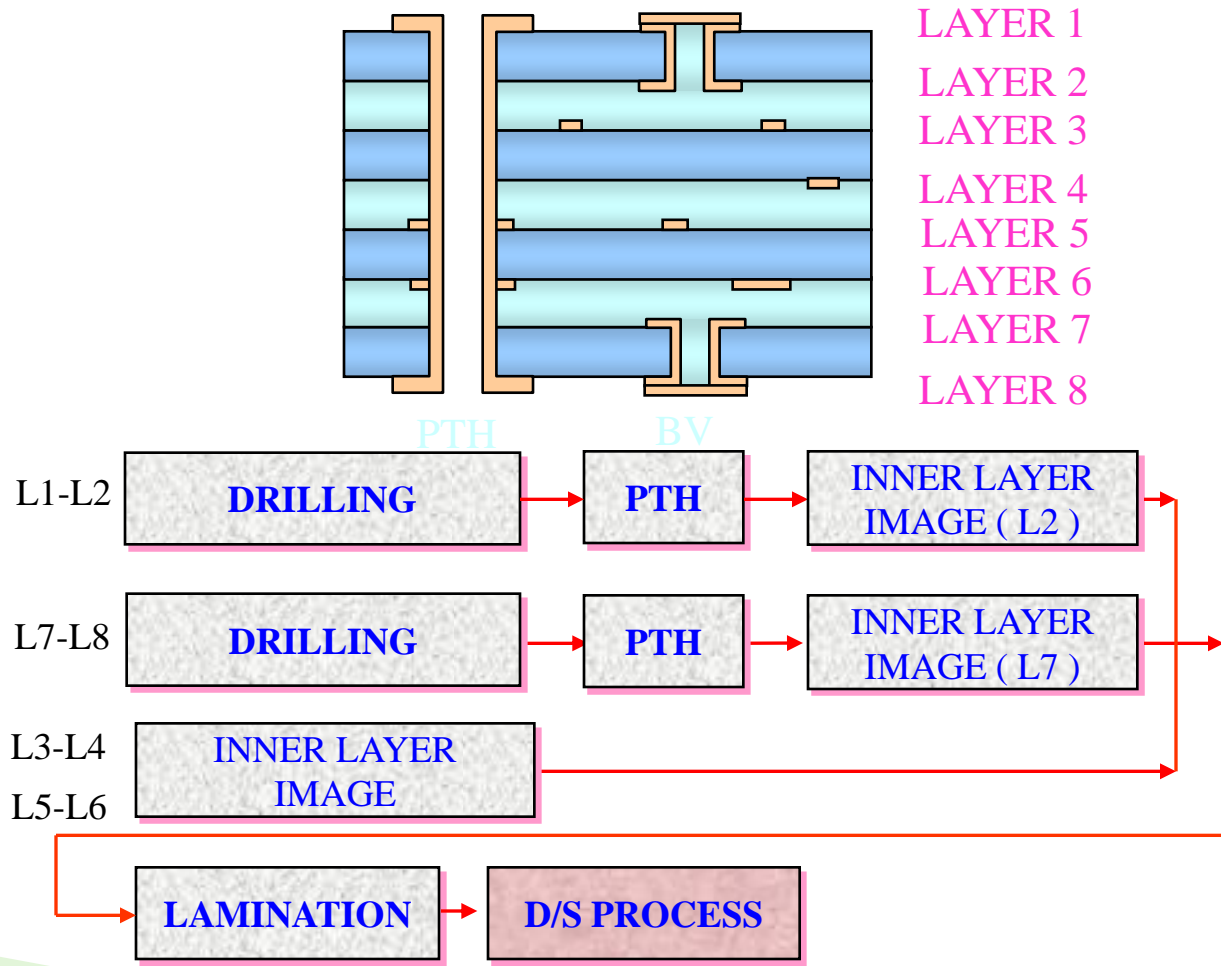 LAYER 1
LAYER 2
LAYER 3
LAYER 4
LAYER 5
LAYER 6
LAYER 7
LAYER 8
PTH
BV
L1-L2
DRILLING
PTH
INNER LAYER
IMAGE ( L2 )
L7-L8
DRILLING
PTH
INNER LAYER
IMAGE ( L7 )
L3-L4
L5-L6
INNER LAYER
IMAGE
LAMINATION
D/S PROCESS